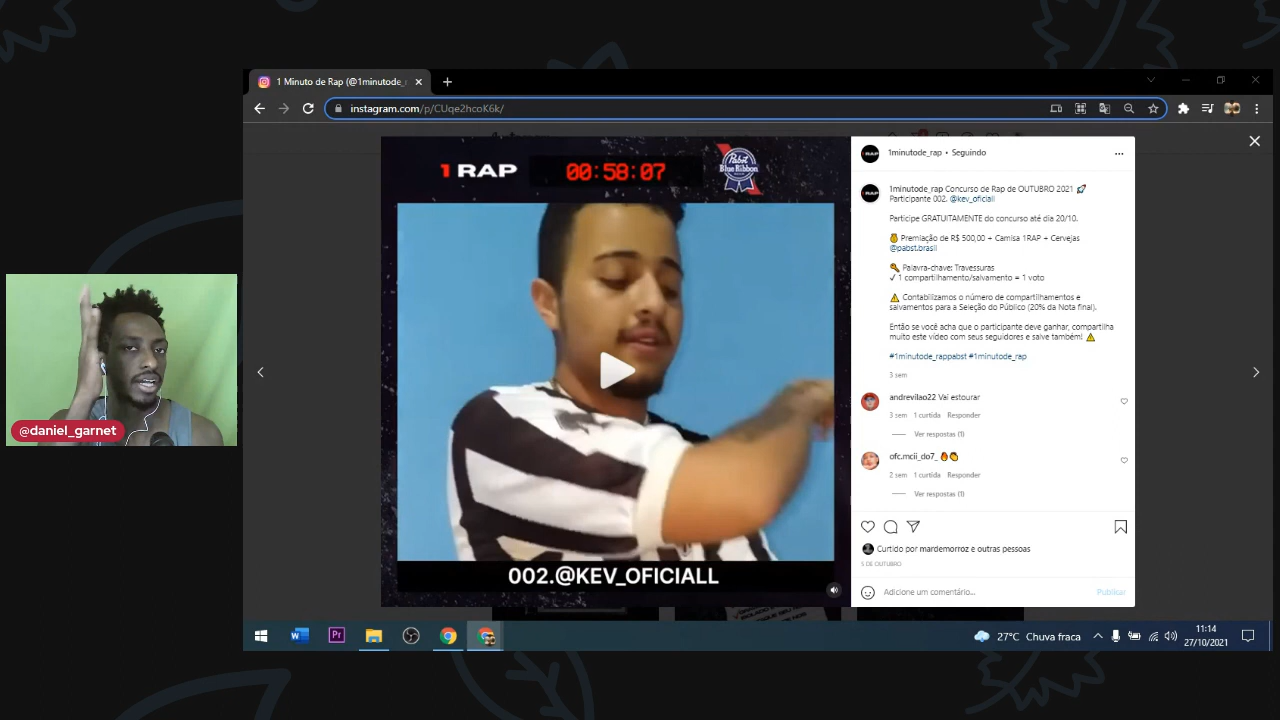 1 Minuto de Rap (@1minutode_r
instagram.com/p/CUqe2hcoK6k/
1 RAP
00:58:07
Pabst
Blue Ribbon
002.@KEV_OFICIALL
@daniel_garnet
1minutode_rap • Seguindo
1minutode_rap Concurso de Rap de OUTUBRO 2021 🚀
Participante 002. @kev_oficiall
Participe GRATUITAMENTE do concurso até dia 20/10.
🥇 Premiação de R$ 500,00 + Camisa 1RAP + Cervejas
@pabst.brasil
🔑 Palavra-chave: Travessuras
✓ 1 compartilhamento/salvamento = 1 voto
⚠️ Contabilizamos o número de compartilhamentos e
salvamentos para a Seleção do Público (20% da Nota final).
Então se você acha que o participante deve ganhar, compartilha
muito este vídeo com seus seguidores e salve também! ⚠️
#1minutode_rappabst #1minutode_rap
3 sem
andrevilao22 Vai estourar
3 sem 1 curtida Responder
Ver respostas (1)
ofc.mcii_do7_ 🔥👏
2 sem 1 curtida Responder
Ver respostas (1)
Curtido por mardemorroz e outras pessoas
5 DE OUTUBRO
Adicione um comentário...
Publicar
27°C Chuva fraca
11:14
27/10/2021